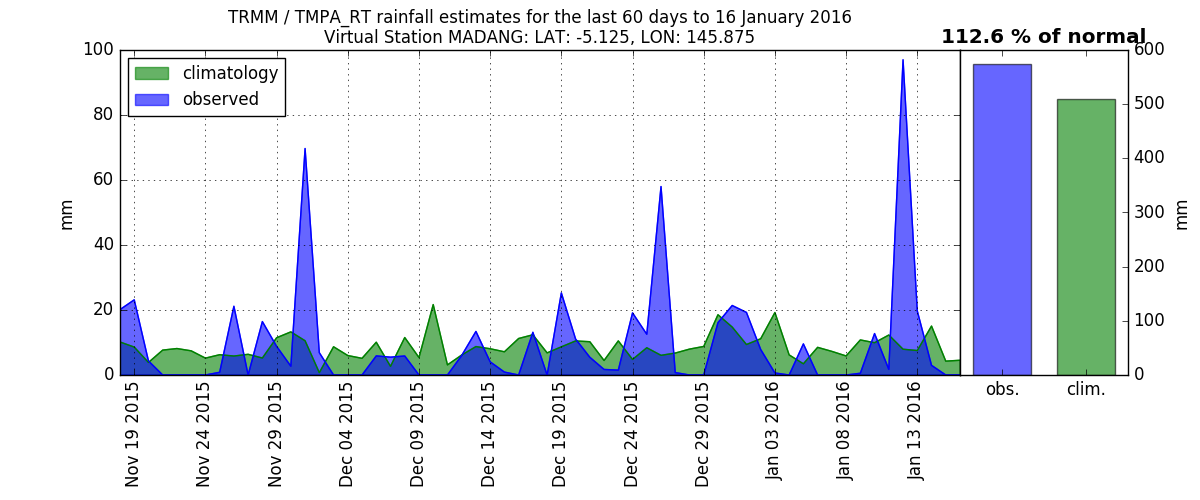 TRMM / TMPA_RT rainfall estimates for the last 60 days to 16 January 2016
Virtual Station MADANG: LAT: -5.125, LON: 145.875
112.6 % of normal
climatology
observed
100
80
60
40
20
0
mm
600
500
400
300
200
100
0
mm
Nov 19 2015
Nov 24 2015
Nov 29 2015
Dec 04 2015
Dec 09 2015
Dec 14 2015
Dec 19 2015
Dec 24 2015
Dec 29 2015
Jan 03 2016
Jan 08 2016
Jan 13 2016
obs.
clim.